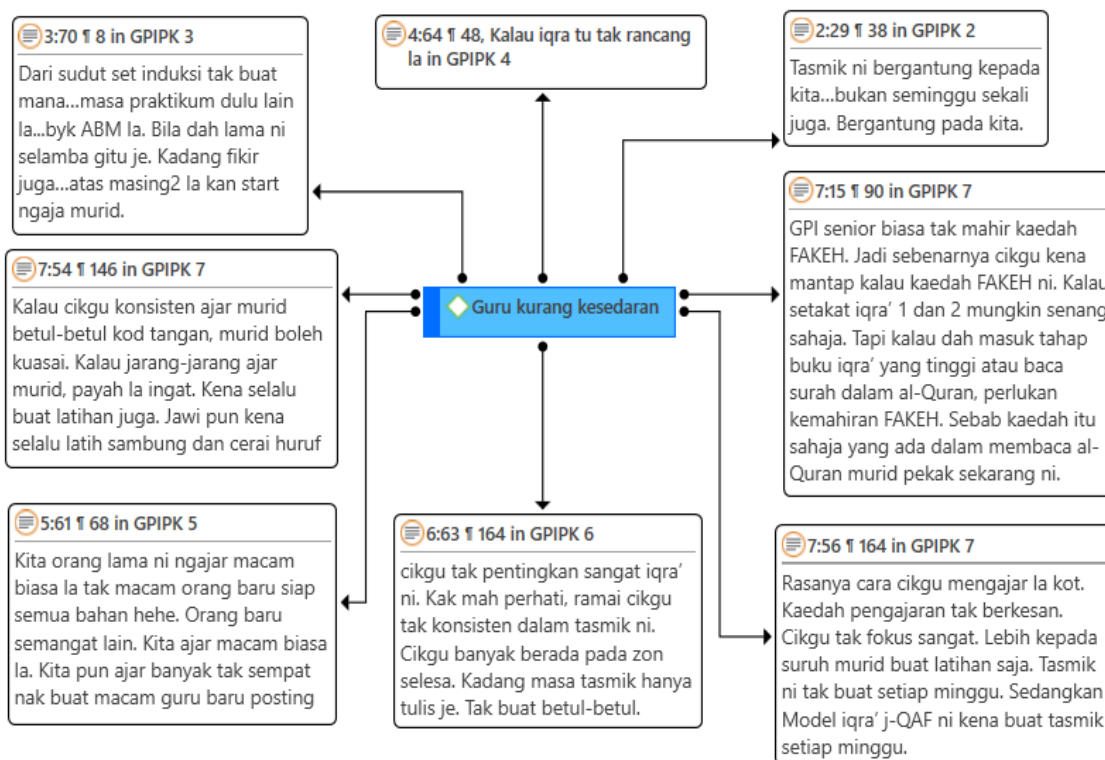 3:70 ¶ 8 in GPIPK 3
Dari sudut set induksi tak buat
mana...masa praktikum dulu lain
la...byk ABM la. Bila dah lama ni
selamba gitu je. Kadang fikir
juga...atas masing2 la kan start
ngaja murid.
4:64 ¶ 48, Kalau iqra tu tak rancang
la in GPIPK 4
2:29 ¶ 38 in GPIPK 2
Tasmik ni bergantung kepada
kita...bukan seminggu sekali
juga. Bergantung pada kita.
7:54 ¶ 146 in GPIPK 7
Kalau cikgu konsisten ajar murid
betul-betul kod tangan, murid boleh
kuasai. Kalau jarang-jarang ajar
murid, payah la ingat. Kena selalu
buat latihan juga. Jawi pun kena
selalu latih sambung dan cerai huruf
Guru kurang kesedaran
7:15 ¶ 90 in GPIPK 7
GPI senior biasa tak mahir kaedah
FAKEH. Jadi sebenarnya cikgu kena
mantap kalau kaedah FAKEH ni. Kalau
setakat iqra' 1 dan 2 mungkin senang
sahaja. Tapi kalau dah masuk tahap
buku iqra' yang tinggi atau baca
surah dalam al-Quran, perlukan
kemahiran FAKEH. Sebab kaedah itu
sahaja yang ada dalam membaca al-
Quran murid pekak sekarang ni.
5:61 ¶ 68 in GPIPK 5
Kita orang lama ni ngajar macam
biasa la tak macam orang baru siap
semua bahan hehe. Orang baru
semangat lain. Kita ajar macam biasa
la. Kita pun ajar banyak tak sempat
nak buat macam guru baru posting
6:63 ¶ 164 in GPIPK 6
cikgu tak pentingkan sangat iqra'
ni. Kak mah perhati, ramai cikgu
tak konsisten dalam tasmik ni.
Cikgu banyak berada pada zon
selesa. Kadang masa tasmik hanya
tulis je. Tak buat betul-betul.
7:56 ¶ 164 in GPIPK 7
Rasanya cara cikgu mengajar la kot.
Kaedah pengajaran tak berkesan.
Cikgu tak fokus sangat. Lebih kepada
suruh murid buat latihan saja. Tasmik
ni tak buat setiap minggu. Sedangkan
Model iqra' j-QAF ni kena buat tasmik
setiap minggu.